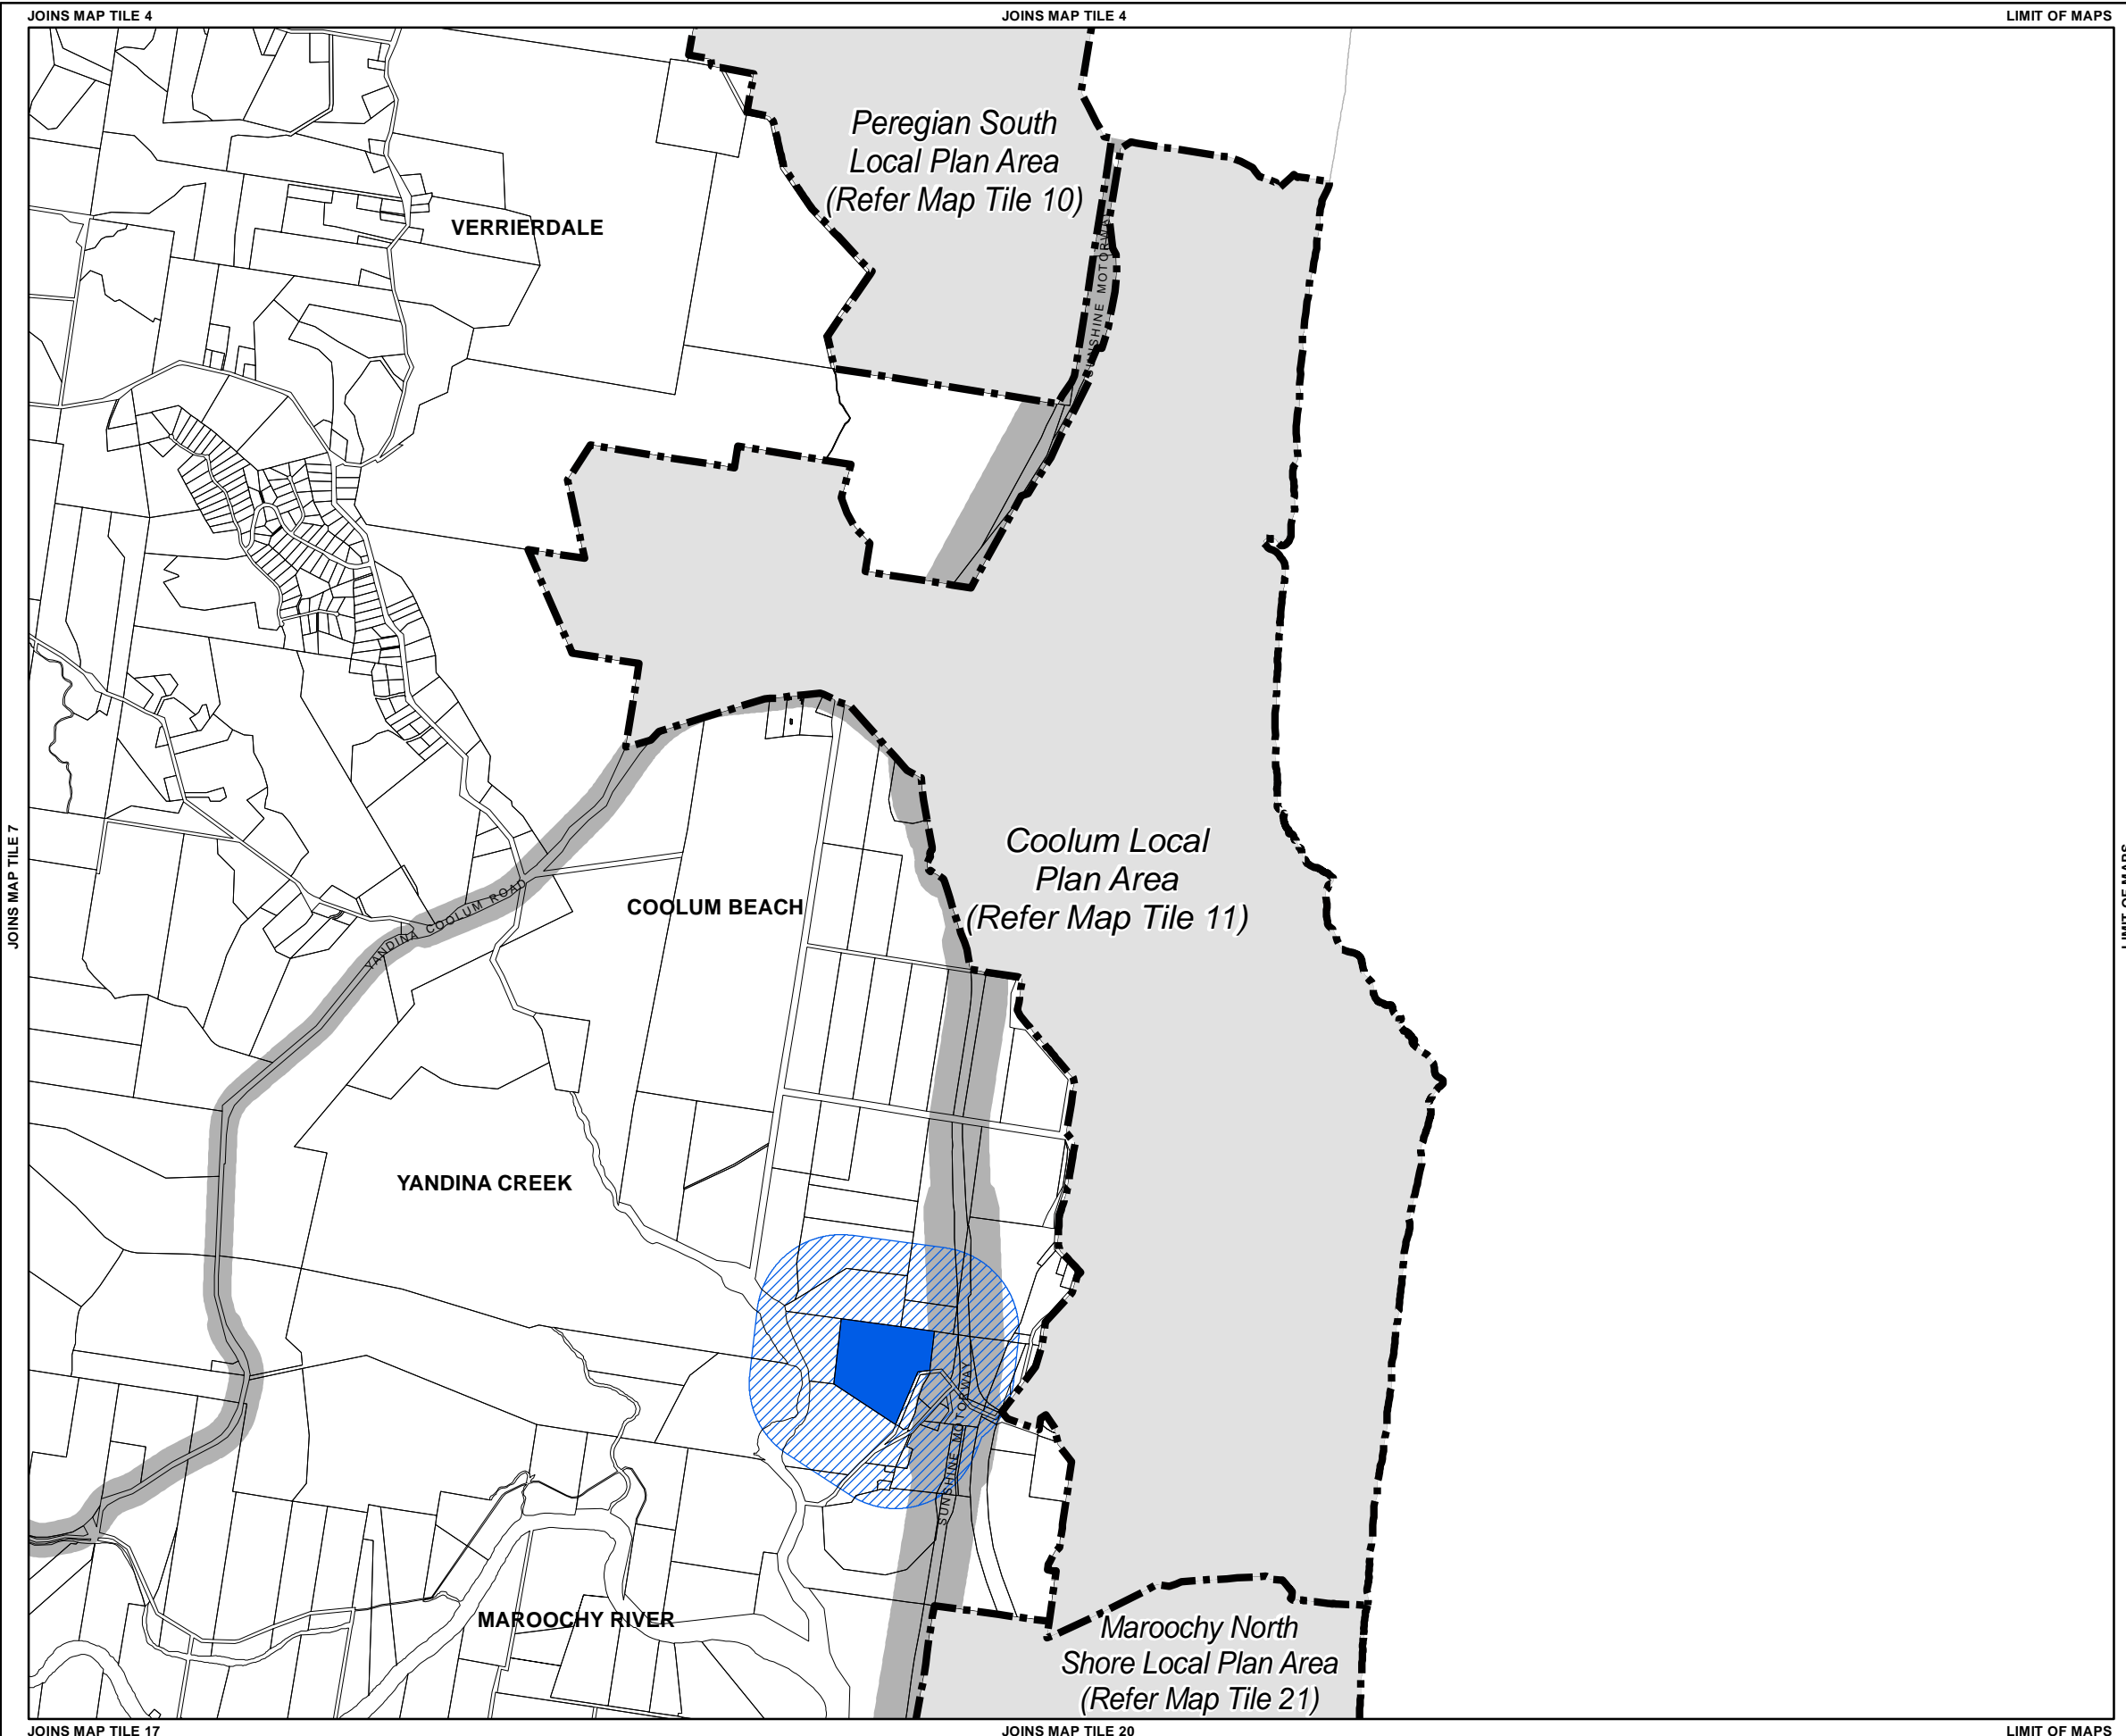 JOINS MAP TILE 4
JOINS MAP TILE 4
LIMIT OF MAPS
Peregian South
Local Plan Area
(Refer Map Tile 10)
VERRIERDALE
SUNSHINE MOTORWAY
JOINS MAP TILE 7
LIMIT OF MAPS
Coolum Local
Plan Area
(Refer Map Tile 11)
YANDINA COOLUM ROAD
COOLUM BEACH
YANDINA CREEK
SUNSHINE MOTORWAY
MAROOCHY RIVER
Maroochy North
Shore Local Plan Area
(Refer Map Tile 21)
JOINS MAP TILE 17
JOINS MAP TILE 20
LIMIT OF MAPS